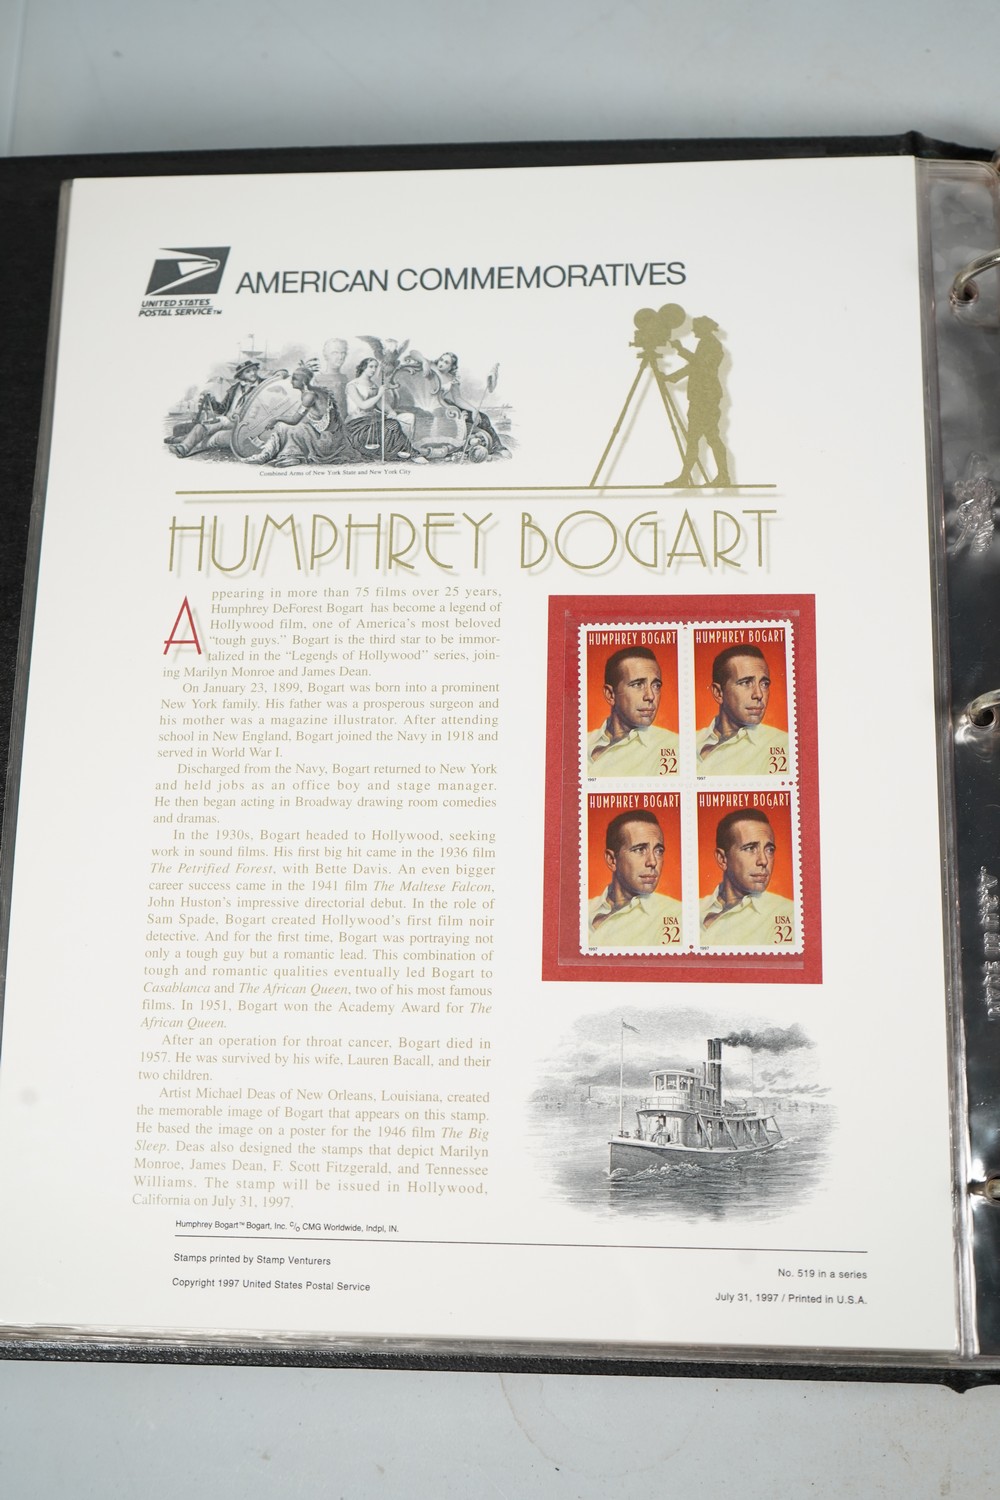 UNITED STATES
POSTAL SERVICE™
AMERICAN COMMEMORATIVES
Combined Arms of New York State and New York City
HUMPHREY BOGART
Appearing in more than 75 films over 25 years,
Humphrey DeForest Bogart has become a legend of
Hollywood film, one of America's most beloved
"tough guys." Bogart is the third star to be immor-
talized in the "Legends of Hollywood" series, join-
ing Marilyn Monroe and James Dean.
On January 23, 1899, Bogart was born into a prominent
New York family. His father was a prosperous surgeon and
his mother was a magazine illustrator. After attending
school in New England, Bogart joined the Navy in 1918 and
served in World War I.
Discharged from the Navy, Bogart returned to New York
and held jobs as an office boy and stage manager.
He then began acting in Broadway drawing room comedies
and dramas.
In the 1930s, Bogart headed to Hollywood, seeking
work in sound films. His first big hit came in the 1936 film
The Petrified Forest, with Bette Davis. An even bigger
career success came in the 1941 film The Maltese Falcon,
John Huston's impressive directorial debut. In the role of
Sam Spade, Bogart created Hollywood's first film noir
detective. And for the first time, Bogart was portraying not
only a tough guy but a romantic lead. This combination of
tough and romantic qualities eventually led Bogart to
Casablanca and The African Queen, two of his most famous
films. In 1951, Bogart won the Academy Award for The
African Queen.
After an operation for throat cancer, Bogart died in
1957. He was survived by his wife, Lauren Bacall, and their
two children.
Artist Michael Deas of New Orleans, Louisiana, created
the memorable image of Bogart that appears on this stamp.
He based the image on a poster for the 1946 film The Big
Sleep. Deas also designed the stamps that depict Marilyn
Monroe, James Dean, F. Scott Fitzgerald, and Tennessee
Williams. The stamp will be issued in Hollywood,
California on July 31, 1997.
HUMPHREY BOGART
USA
32
1997
HUMPHREY BOGART
USA
32
1997
HUMPHREY BOGART
USA
32
1997
HUMPHREY BOGART
USA
32
1997
Humphrey Bogart™ Bogart, Inc. c/o CMG Worldwide, Indpl, IN.
Stamps printed by Stamp Venturers
Copyright 1997 United States Postal Service
No. 519 in a series
July 31, 1997 / Printed in U.S.A.